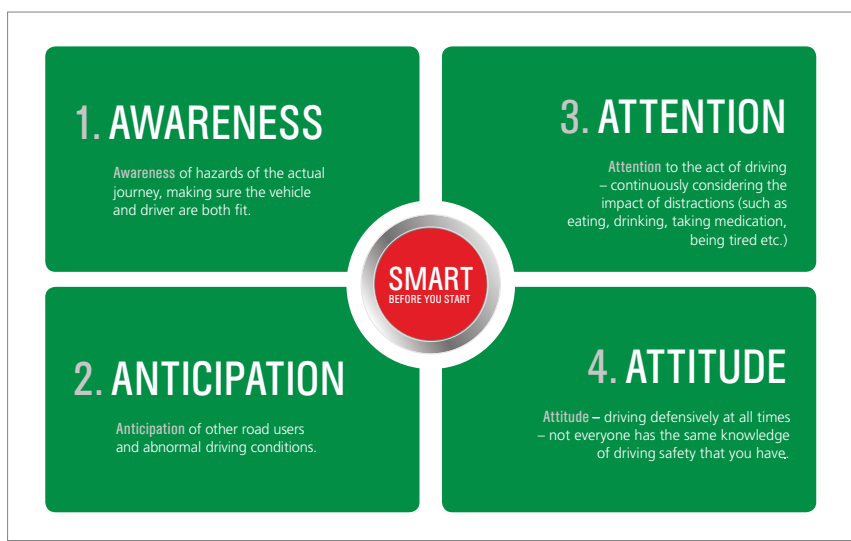 1. AWARENESS
Awareness of hazards of the actual
journey, making sure the vehicle
and driver are both fit.
2. ANTICIPATION
Anticipation of other road users
and abnormal driving conditions.
SMART
BEFORE YOU START
3. ATTENTION
Attention to the act of driving
– continuously considering the
impact of distractions (such as
eating, drinking, taking medication,
being tired etc.)
4. ATTITUDE
Attitude – driving defensively at all times
– not everyone has the same knowledge
of driving safety that you have.